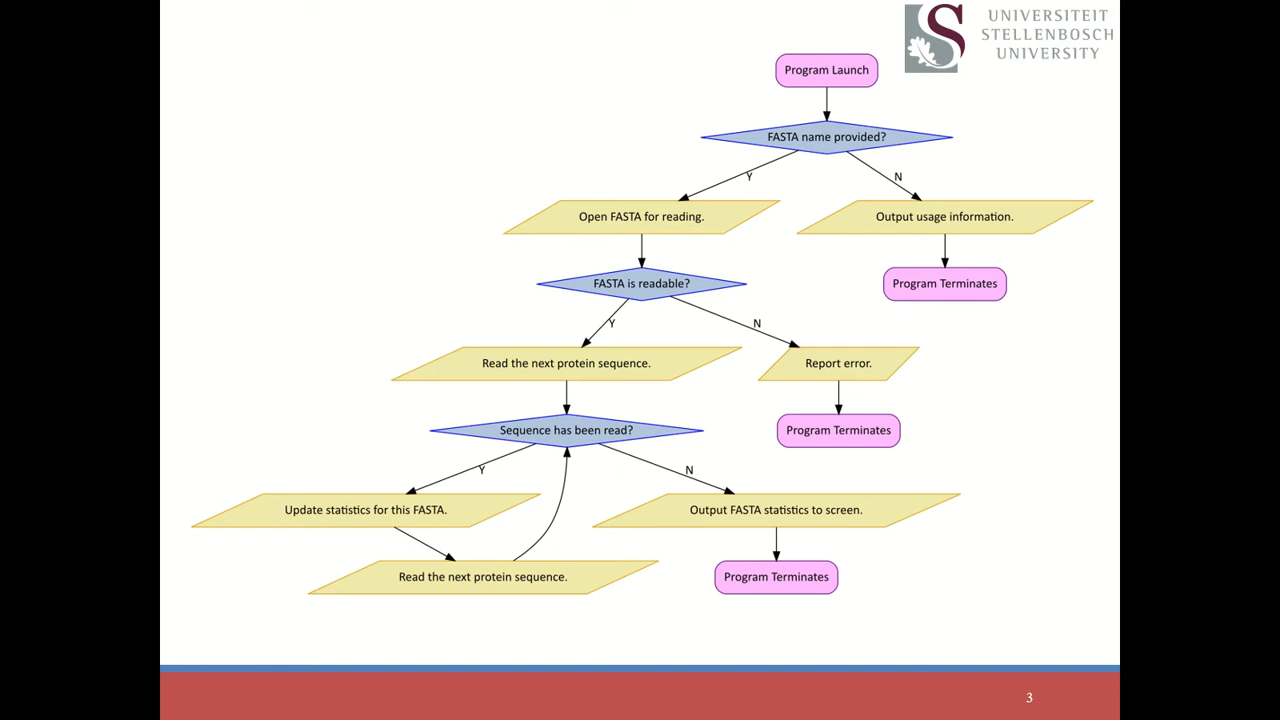 UNIVERSITEIT
STELLENBOSCH
UNIVERSITY
Program Launch
FASTA name provided?
Y
N
Open FASTA for reading.
Output usage information.
FASTA is readable?
Program Terminates
Y
N
Read the next protein sequence.
Report error.
Sequence has been read?
Program Terminates
Y
N
Update statistics for this FASTA.
Output FASTA statistics to screen.
Read the next protein sequence.
Program Terminates
3